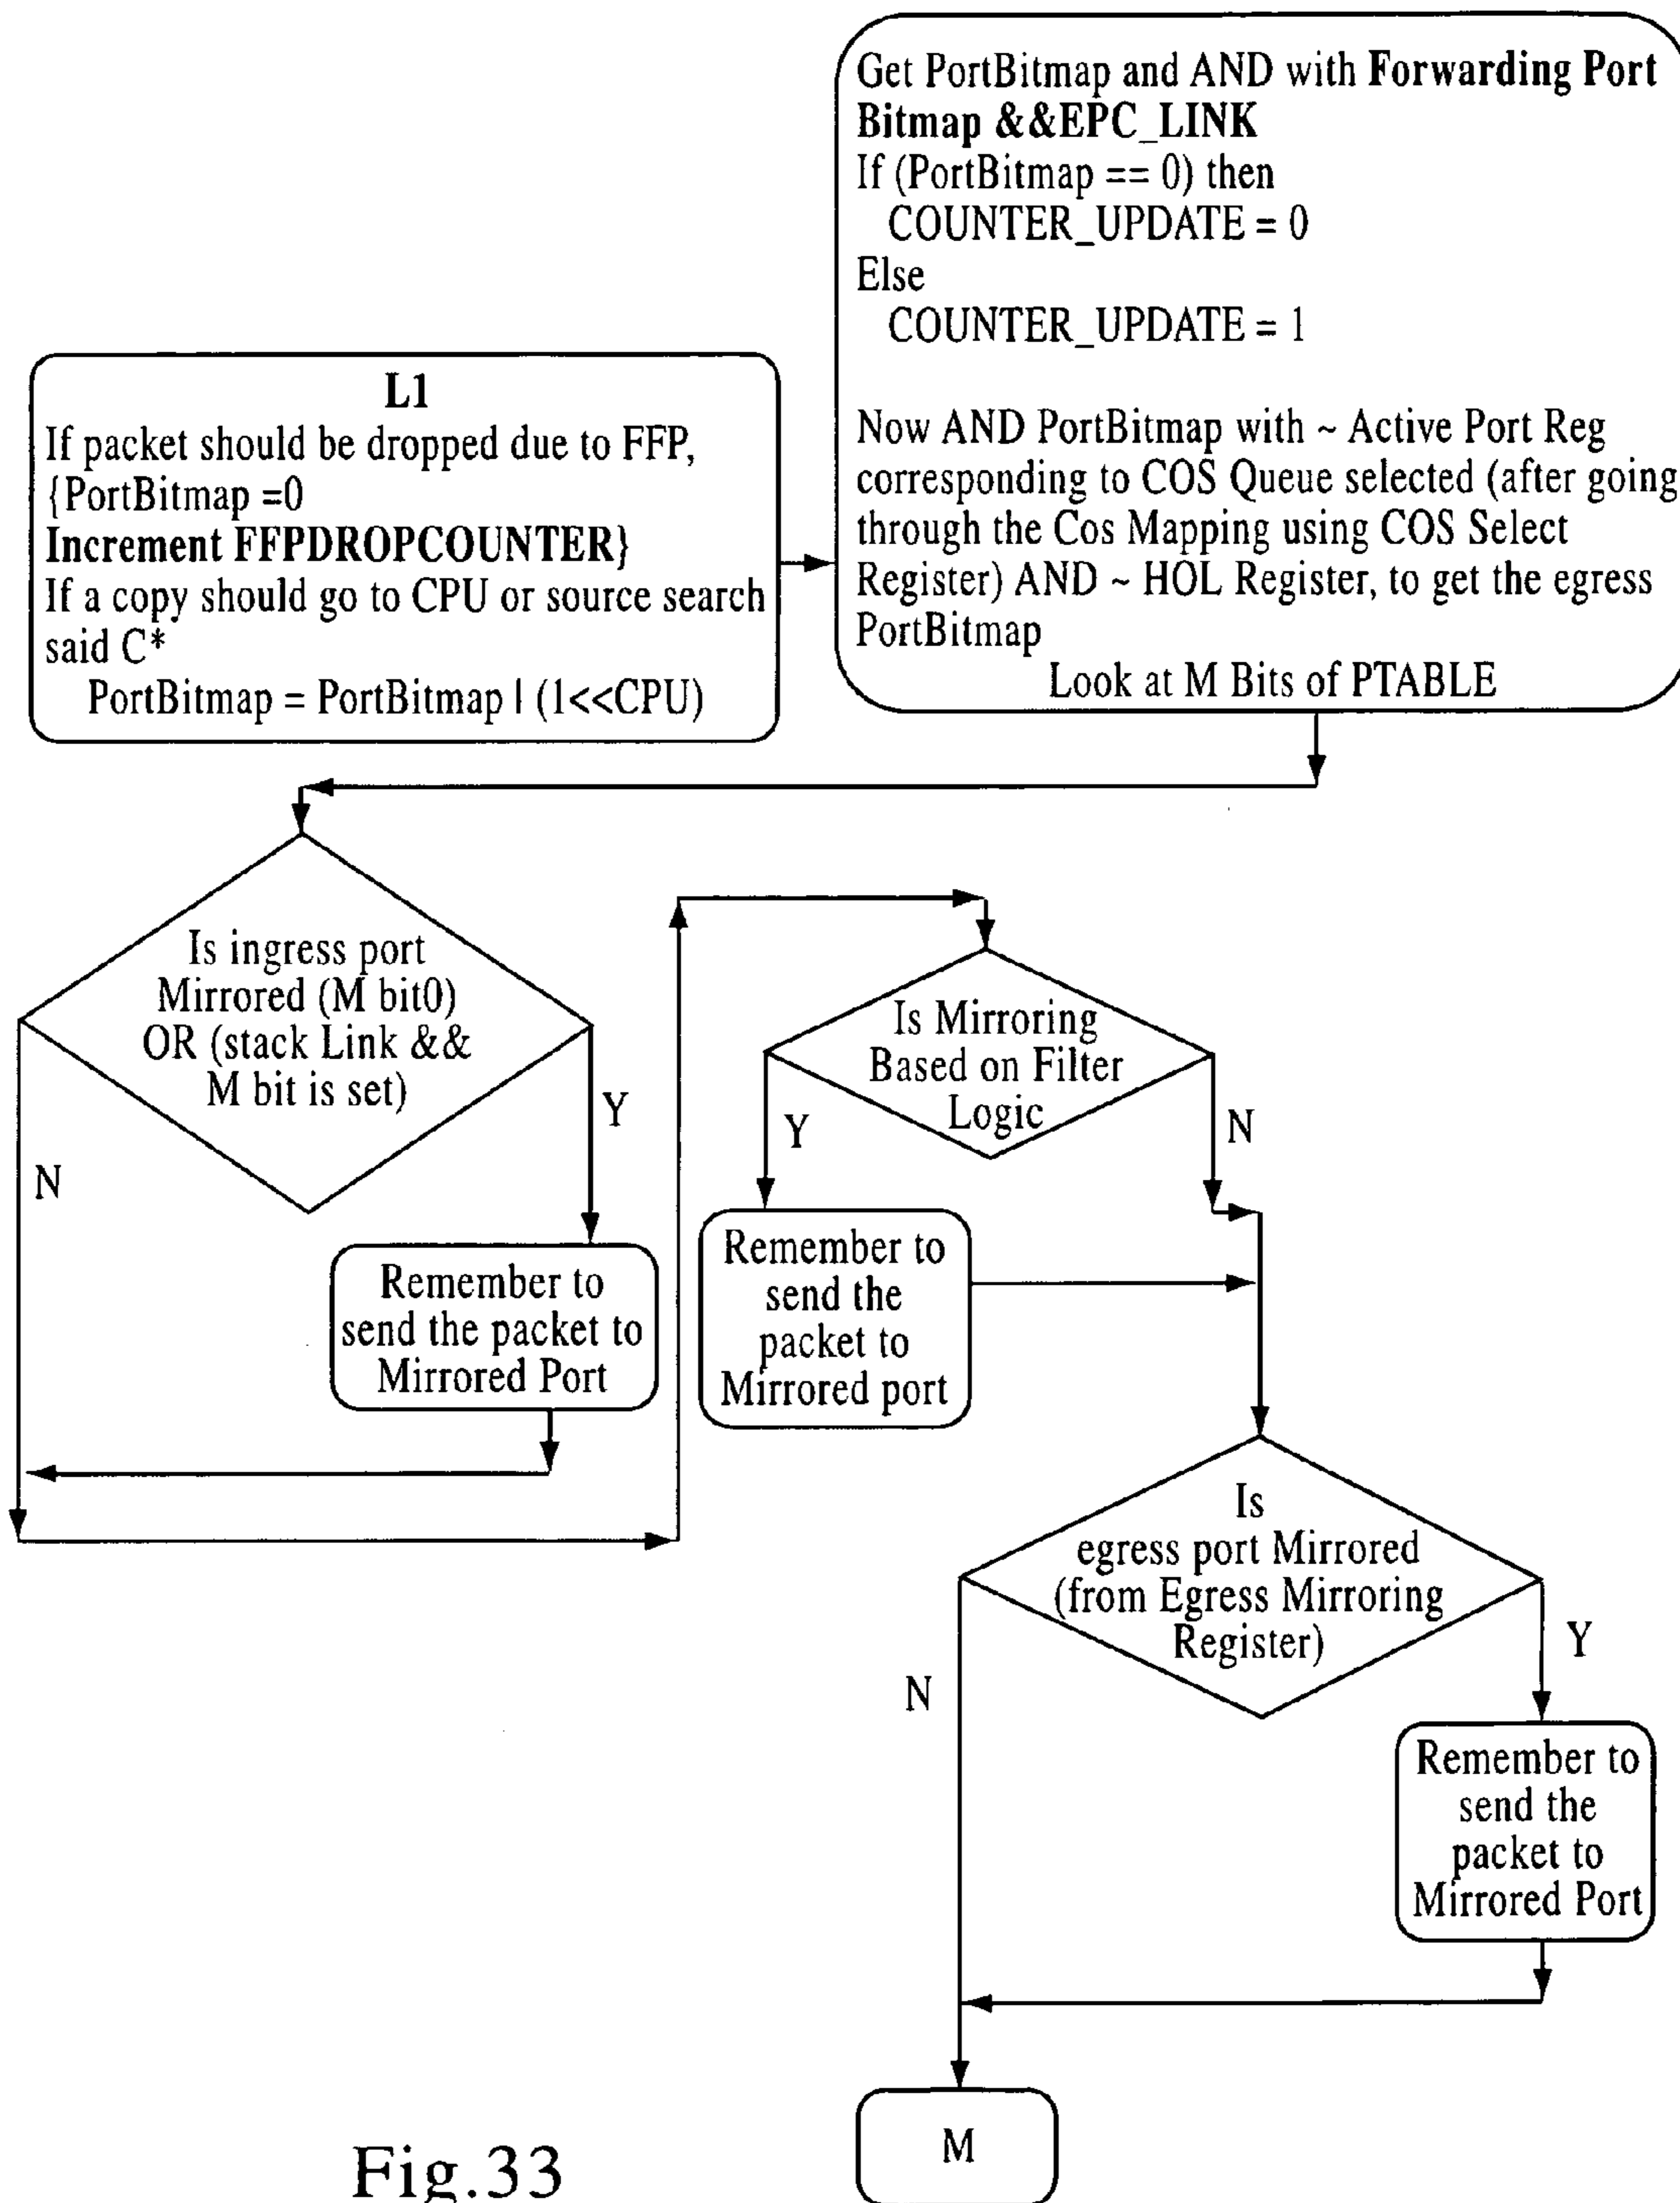 Get PortBitmap and AND with Forwarding Port
Bitmap &&EPC_LINK
If (PortBitmap == 0) then
COUNTER_UPDATE = 0
Else
COUNTER_UPDATE = 1
Now AND PortBitmap with ~ Active Port Reg
corresponding to COS Queue selected (after going
through the Cos Mapping using COS Select
Register) AND ~ HOL Register, to get the egress
PortBitmap
Look at M Bits of PTABLE
L1
If packet should be dropped due to FFP,
{PortBitmap =0
Increment FFPDROPCOUNTER}
If a copy should go to CPU or source search
said C*
PortBitmap = PortBitmap | (1<<CPU)
Is ingress port
Mirrored (M bit0)
OR (stack Link &&
M bit is set)
Y
N
Remember to
send the packet to
Mirrored Port
Is Mirroring
Based on Filter
Logic
Y
N
Remember to
send the
packet to
Mirrored port
Is
egress port Mirrored
(from Egress Mirroring
Register)
Y
N
Remember to
send the
packet to
Mirrored Port
M
Fig.33